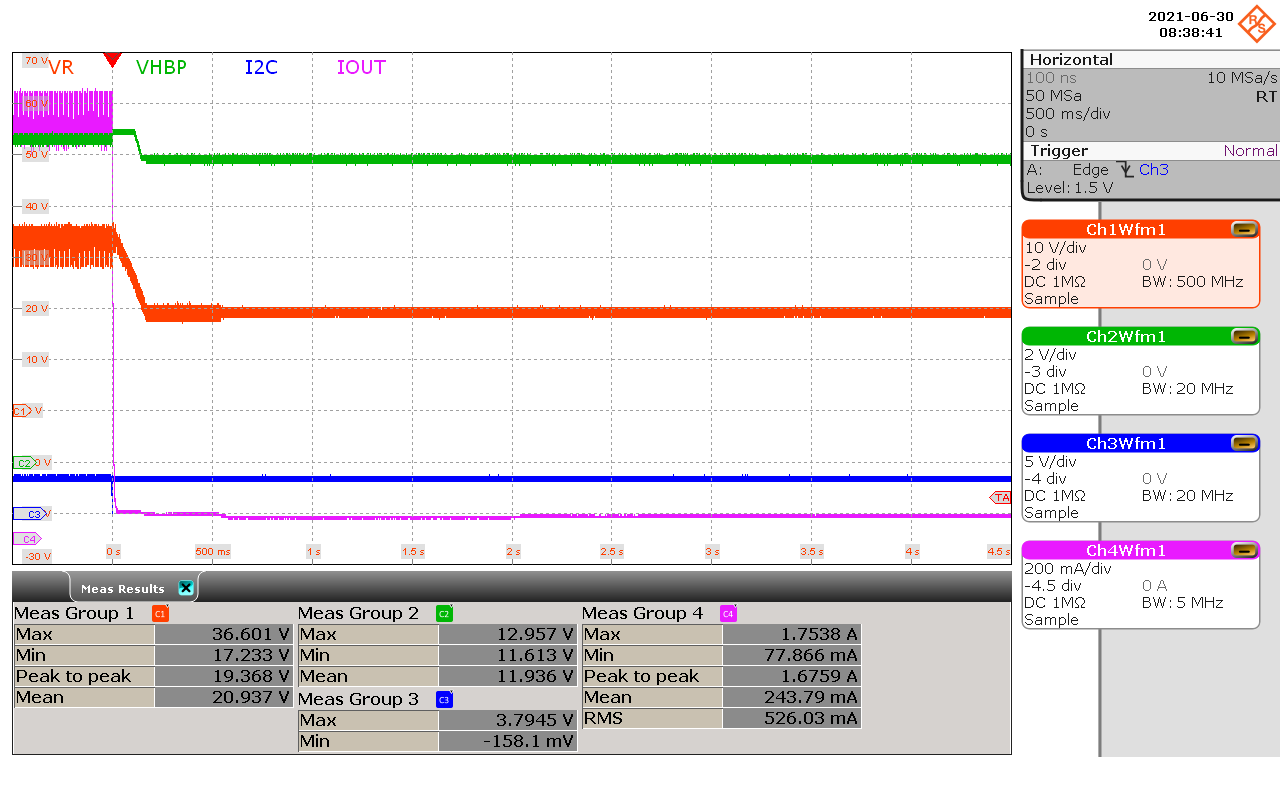 2021-06-30
08:38:41
70 V VR VHBP I2C IOUT
60 V
50 V
40 V
30 V
20 V
10 V
C1 V
C2 0 V
C3 V
C4
-30 V
0 s 500 ms 1 s 1.5 s 2 s 2.5 s 3 s 3.5 s 4 s 4.5 s
TA
Horizontal
100 ns 10 MSa/s
50 MSa RT
500 ms/div
0 s
Trigger Normal
A: Edge Ch3
Level: 1.5 V
Ch1Wfm1
10 V/div
-2 div 0 V
DC 1MΩ BW: 500 MHz
Sample
Ch2Wfm1
2 V/div
-3 div 0 V
DC 1MΩ BW: 20 MHz
Sample
Ch3Wfm1
5 V/div
-4 div 0 V
DC 1MΩ BW: 20 MHz
Sample
Ch4Wfm1
200 mA/div
-4.5 div 0 A
DC 1MΩ BW: 5 MHz
Sample
Meas Results
Meas Group 1 C1
Max 36.601 V
Min 17.233 V
Peak to peak 19.368 V
Mean 20.937 V
Meas Group 2 C2
Max 12.957 V
Min 11.613 V
Mean 11.936 V
Meas Group 3 C3
Max 3.7945 V
Min -158.1 mV
Meas Group 4 C4
Max 1.7538 A
Min 77.866 mA
Peak to peak 1.6759 A
Mean 243.79 mA
RMS 526.03 mA